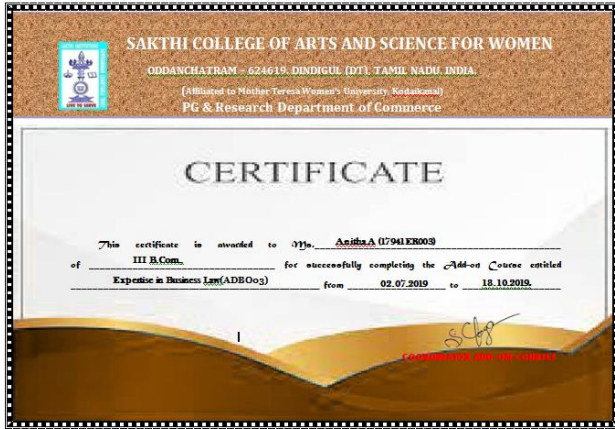 SAKTHI COLLEGE OF ARTS AND SCIENCE FOR WOMEN
ODDANCHATRAM – 624619. DINDIGUL (DT), TAMIL NADU, INDIA.
(Affiliated to Mother Teresa Women's University, Kodaikanal)
PG & Research Department of Commerce
CERTIFICATE
This certificate is awarded to Ms. Anitha.A (17941ER003)
of III B.Com., for successfully completing the Add-on Course entitled
Expertise in Business Law(ADBO03) from 02.07.2019 to 18.10.2019.
COORDINATOR ADD-ON COURSES